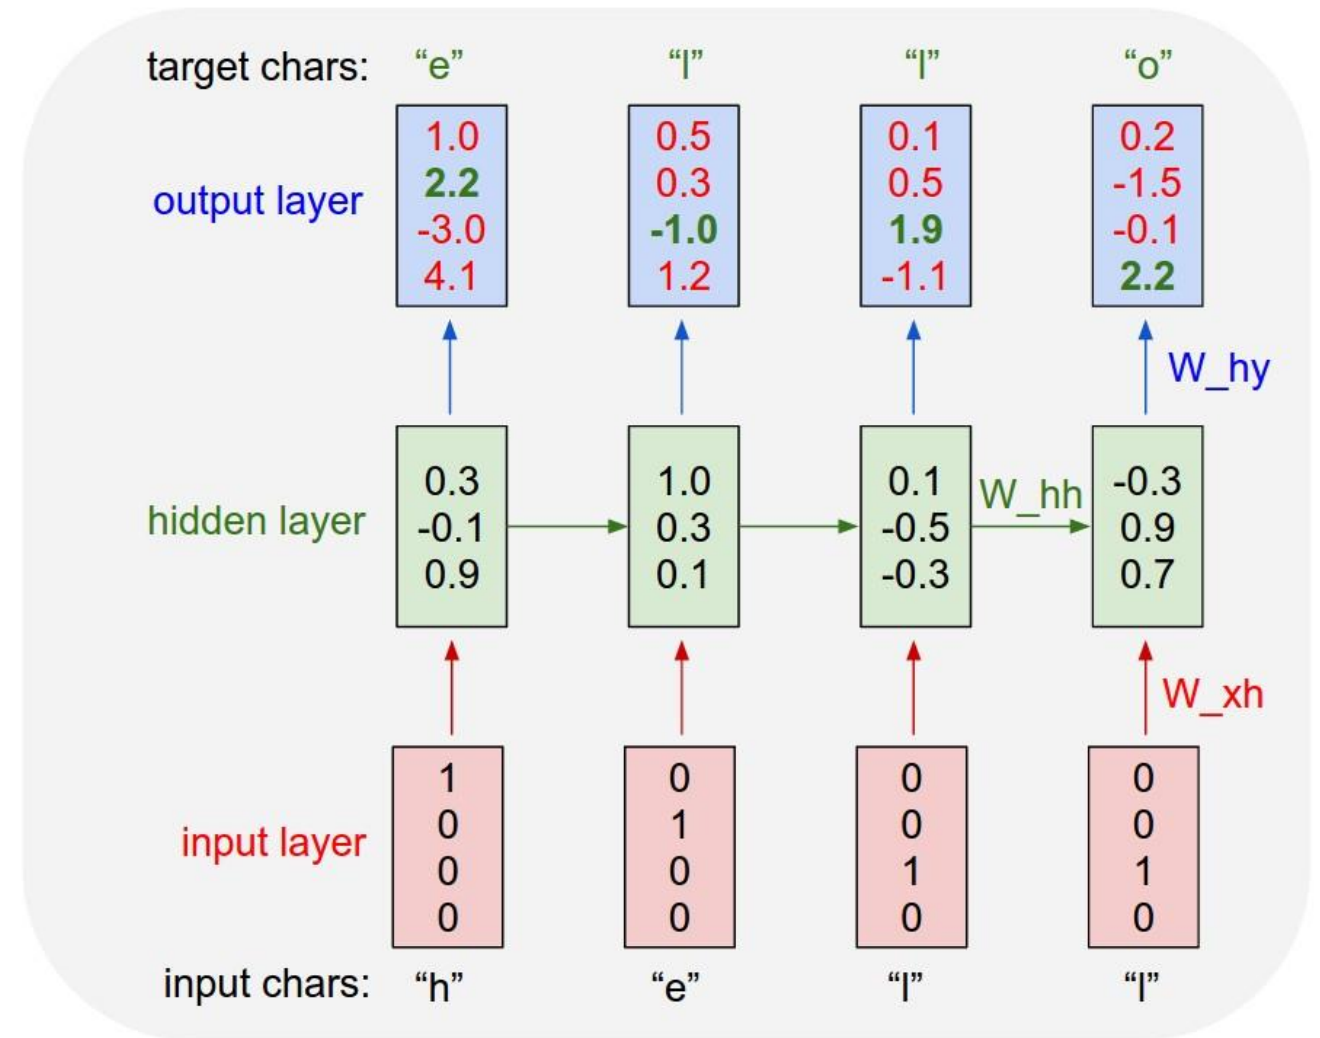 target chars: “e” “l” “l” “o”
1.0 0.5 0.1 0.2
2.2 0.3 0.5 -1.5
output layer
-3.0 -1.0 1.9 -0.1
4.1 1.2 -1.1 2.2
W_hy
0.3 1.0 0.1 -0.3
W_hh
hidden layer -0.1 0.3 -0.5 0.9
0.9 0.1 -0.3 0.7
W_xh
1 0 0 0
0 1 0 0
input layer
0 0 1 1
0 0 0 0
input chars: “h” “e” “l” “l”